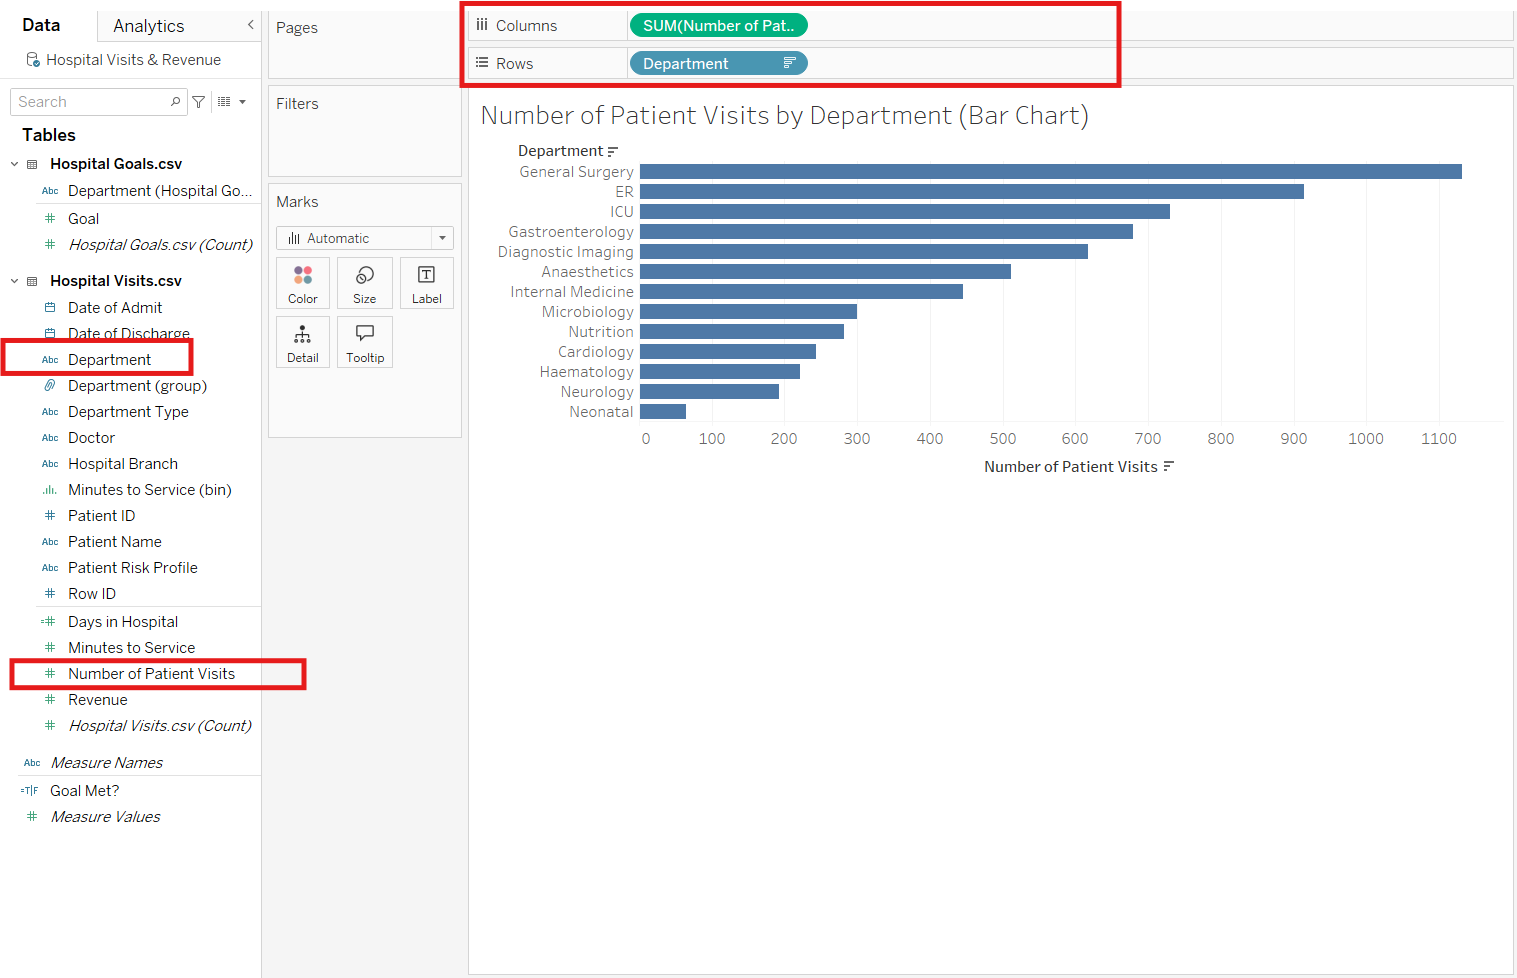 Data
Analytics
Hospital Visits & Revenue
Search
Tables
Hospital Goals.csv
Abc Department (Hospital Go...
# Goal
# Hospital Goals.csv (Count)
Hospital Visits.csv
Date of Admit
Date of Discharge
Abc Department
Department (group)
Abc Department Type
Abc Doctor
Abc Hospital Branch
Minutes to Service (bin)
# Patient ID
Abc Patient Name
Abc Patient Risk Profile
# Row ID
=# Days in Hospital
# Minutes to Service
# Number of Patient Visits
# Revenue
# Hospital Visits.csv (Count)
Abc Measure Names
=T|F Goal Met?
# Measure Values
Pages
Filters
Marks
Automatic
Color Size Label
Detail Tooltip
Columns SUM(Number of Pat..
Rows Department
Number of Patient Visits by Department (Bar Chart)
Department
General Surgery
ER
ICU
Gastroenterology
Diagnostic Imaging
Anaesthetics
Internal Medicine
Microbiology
Nutrition
Cardiology
Haematology
Neurology
Neonatal
0 100 200 300 400 500 600 700 800 900 1000 1100
Number of Patient Visits